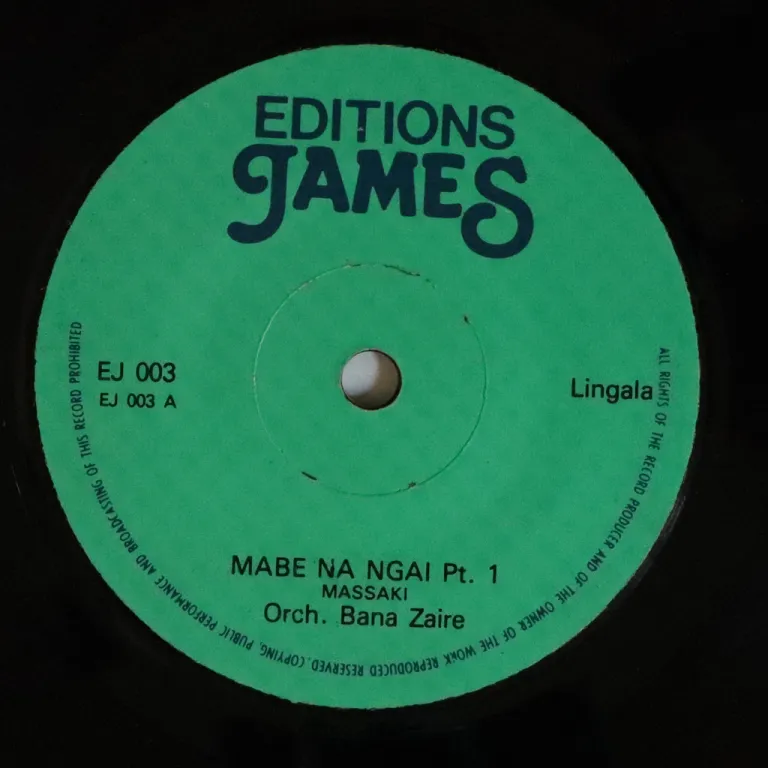 EDITIONS
JAMES
EJ 003
EJ 003 A
Lingala
MABE NA NGAI Pt. 1
MASSAKI
Orch. Bana Zaire
ALL RIGHTS OF THE RECORD PRODUCER AND OF THE OWNER OF THE WORK REPRODUCED RESERVED. COPYING, PUBLIC PERFORMANCE AND BROADCASTING OF THIS RECORD PROHIBITED